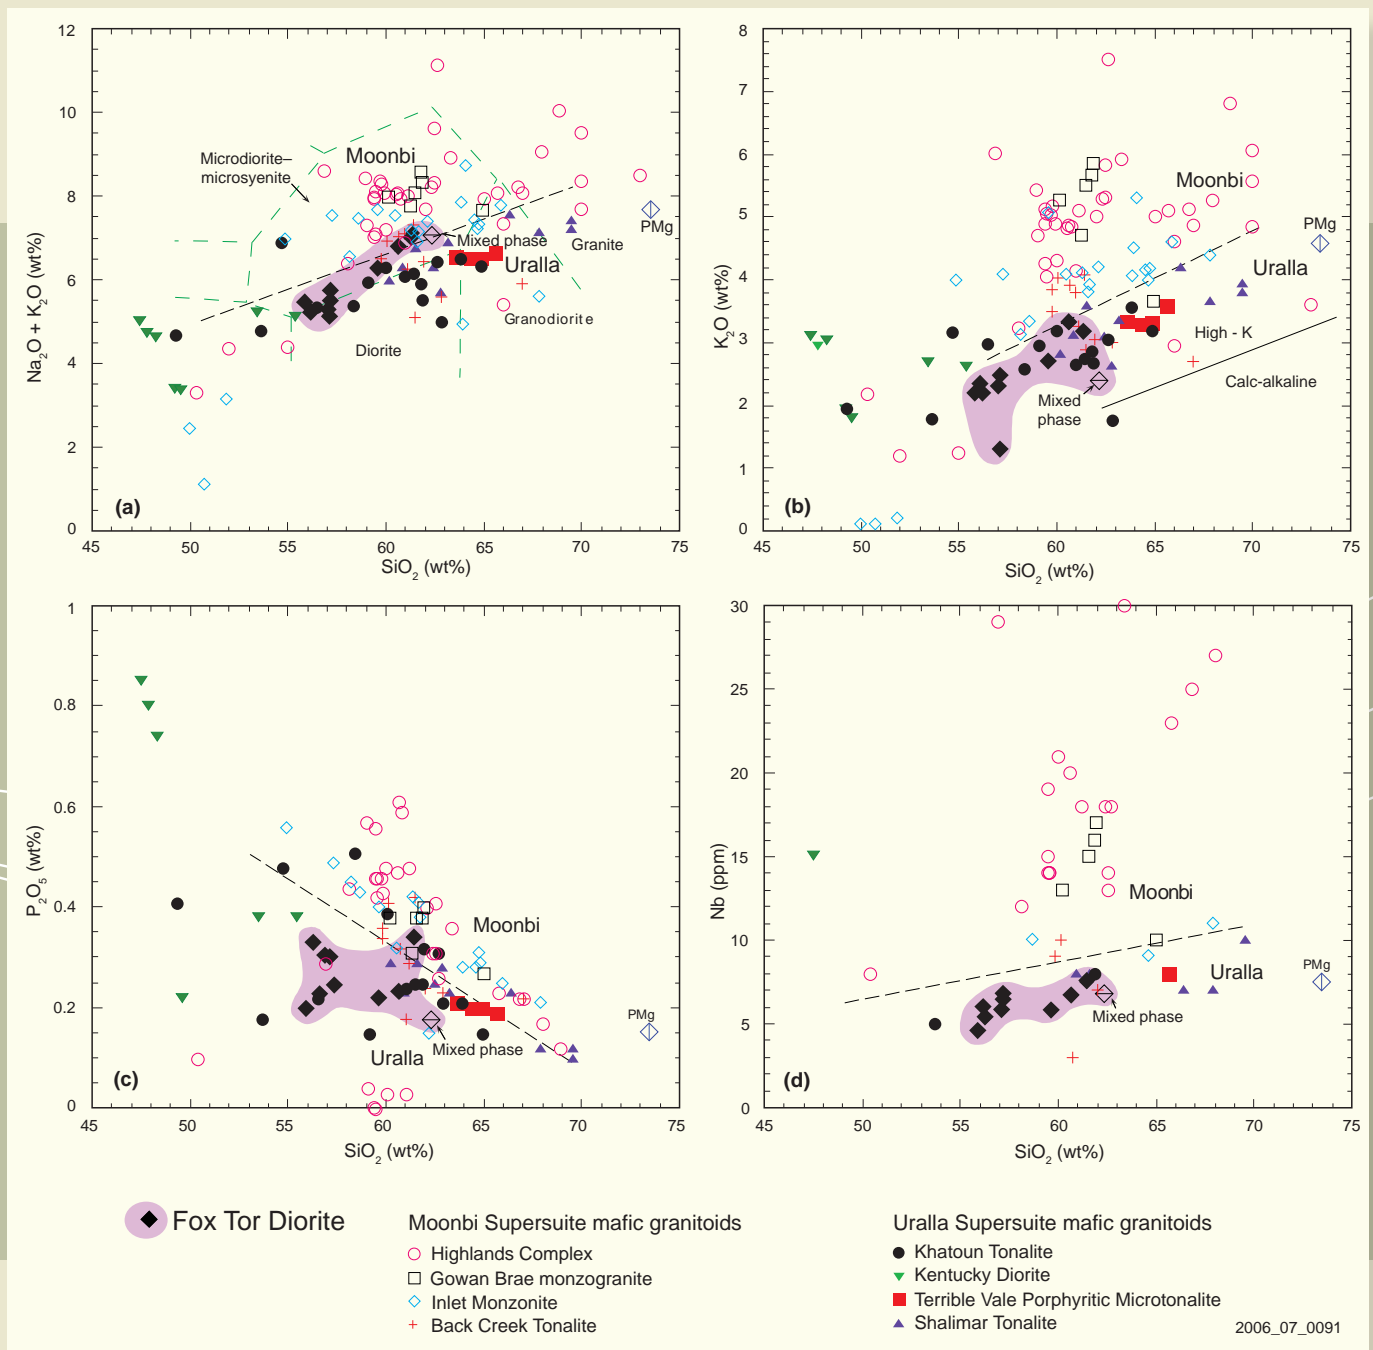 12
10
8
6
4
2
0
45
50
55
60
65
70
75
Na2O + K2O (wt%)
SiO2 (wt%)
Microdiorite–
microsyenite
Moonbi
Mixed phase
Granite
PMg
Uralla
Granodiorite
Diorite
(a)
8
7
6
5
4
3
2
1
0
45
50
55
60
65
70
75
K2O (wt%)
SiO2 (wt%)
Moonbi
PMg
Uralla
High - K
Calc-alkaline
Mixed
phase
(b)
1
0.8
0.6
0.4
0.2
0
45
50
55
60
65
70
75
P2O5 (wt%)
SiO2 (wt%)
Moonbi
PMg
Mixed phase
Uralla
(c)
30
25
20
15
10
5
0
45
50
55
60
65
70
75
Nb (ppm)
SiO2 (wt%)
Moonbi
Uralla
PMg
Mixed phase
(d)
Fox Tor Diorite
Moonbi Supersuite mafic granitoids
Highlands Complex
Gowan Brae monzogranite
Inlet Monzonite
Back Creek Tonalite
Uralla Supersuite mafic granitoids
Khatoun Tonalite
Kentucky Diorite
Terrible Vale Porphyritic Microtonalite
Shalimar Tonalite
2006_07_0091